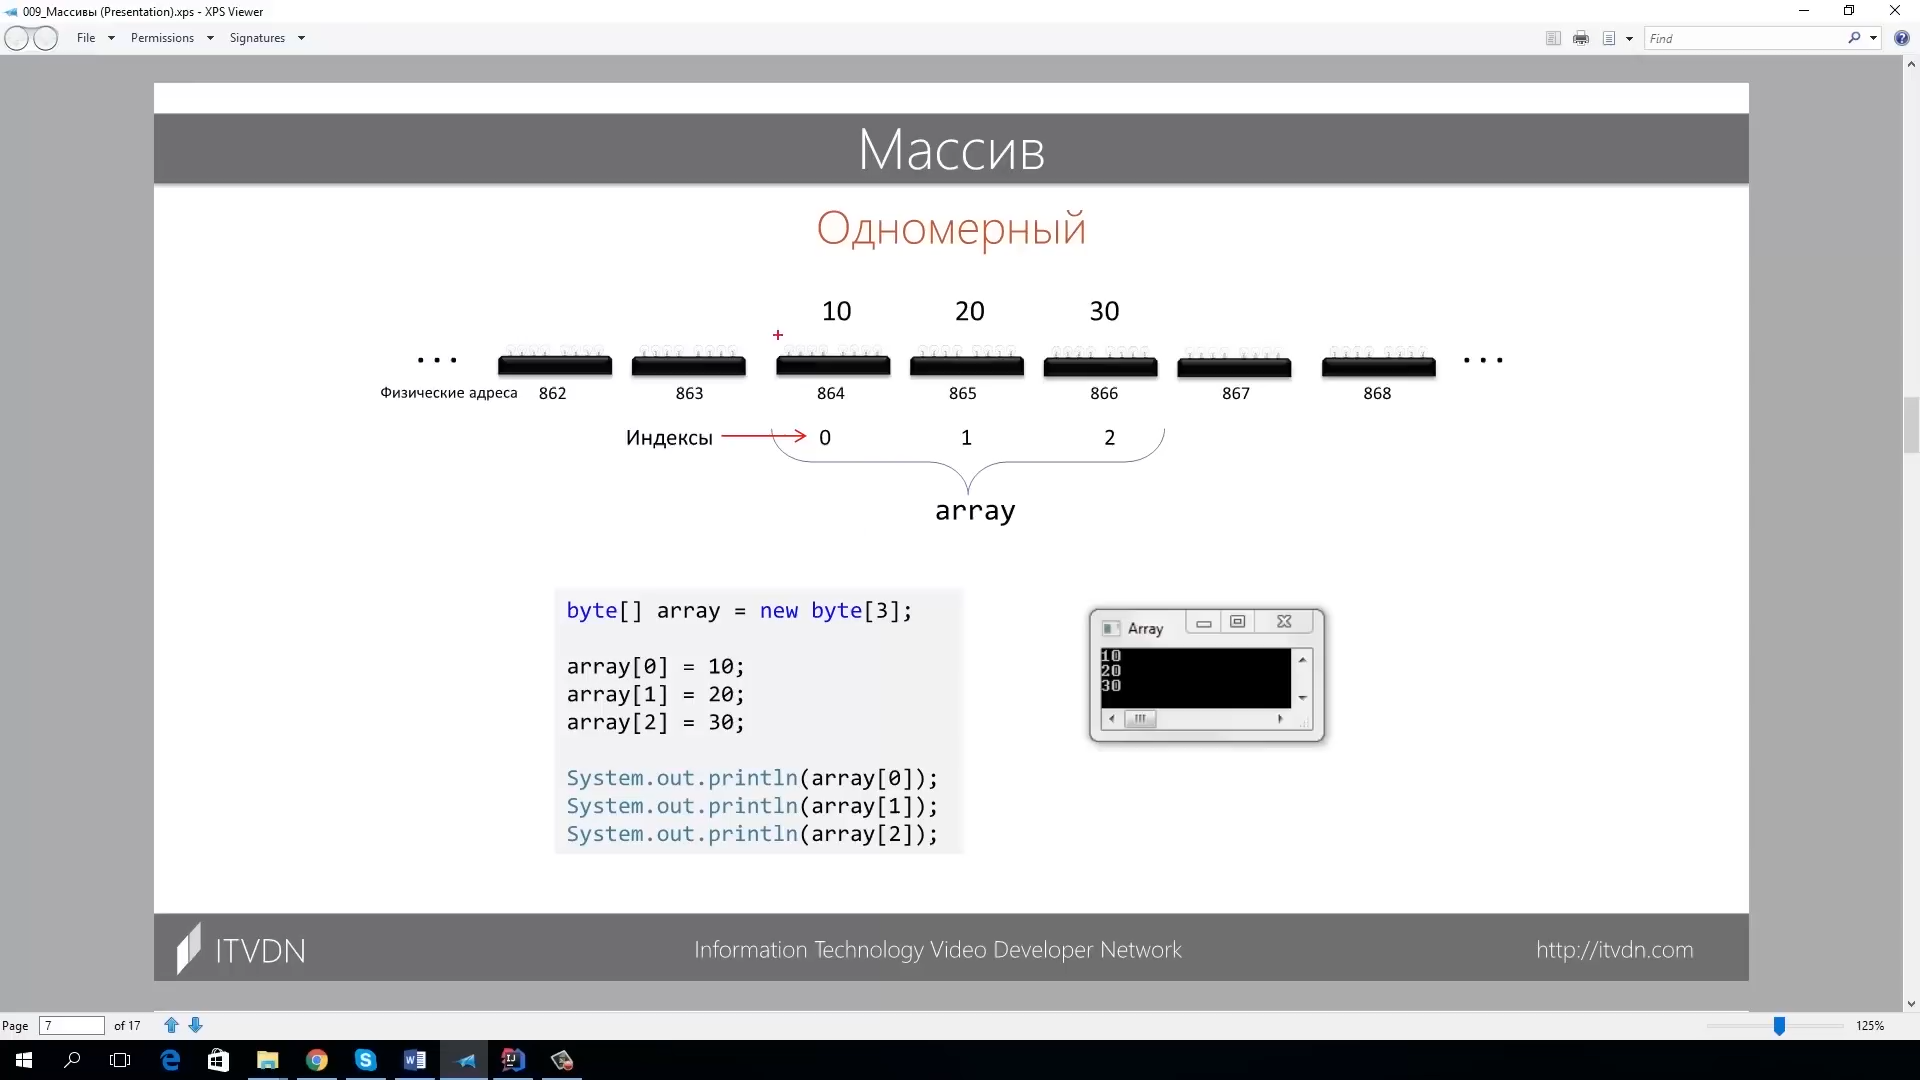 009_Массивы (Presentation).xps - XPS Viewer
File Permissions Signatures Find
Массив
Одномерный
10 20 30
Физические адреса 862 863 864 865 866 867 868
Индексы 0 1 2
array
byte[] array = new byte[3];
array[0] = 10;
array[1] = 20;
array[2] = 30;
System.out.println(array[0]);
System.out.println(array[1]);
System.out.println(array[2]);
Array
10
20
30
ITVDN Information Technology Video Developer Network http://itvdn.com
Page 7 of 17 125%